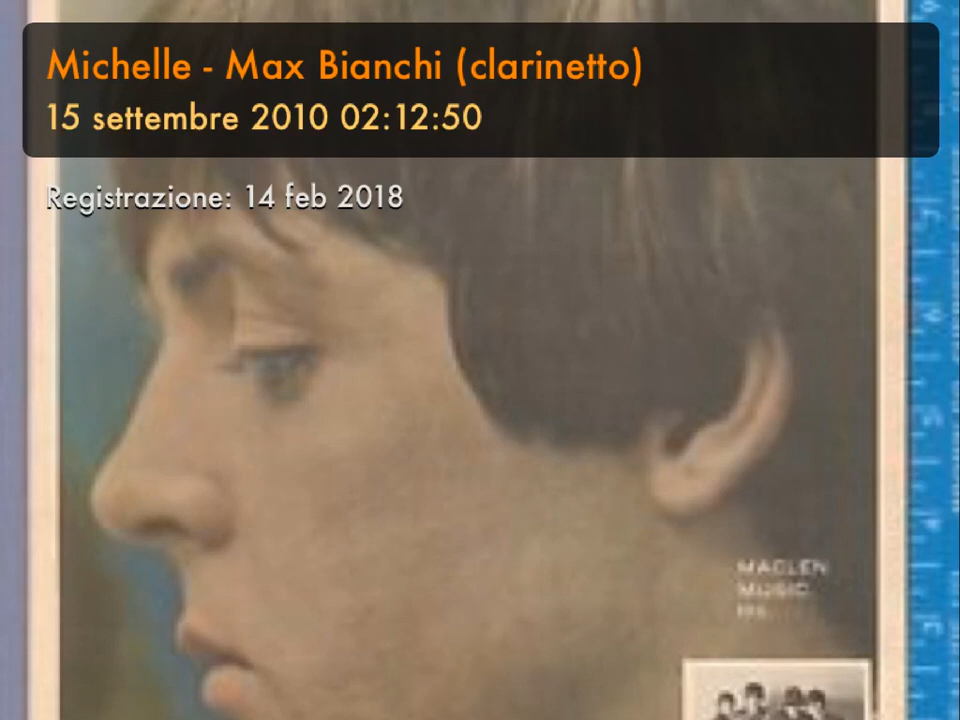 Michelle - Max Bianchi (clarinetto)
15 settembre 2010 02:12:50
Registrazione: 14 feb 2018
MACLEN
MUSIC